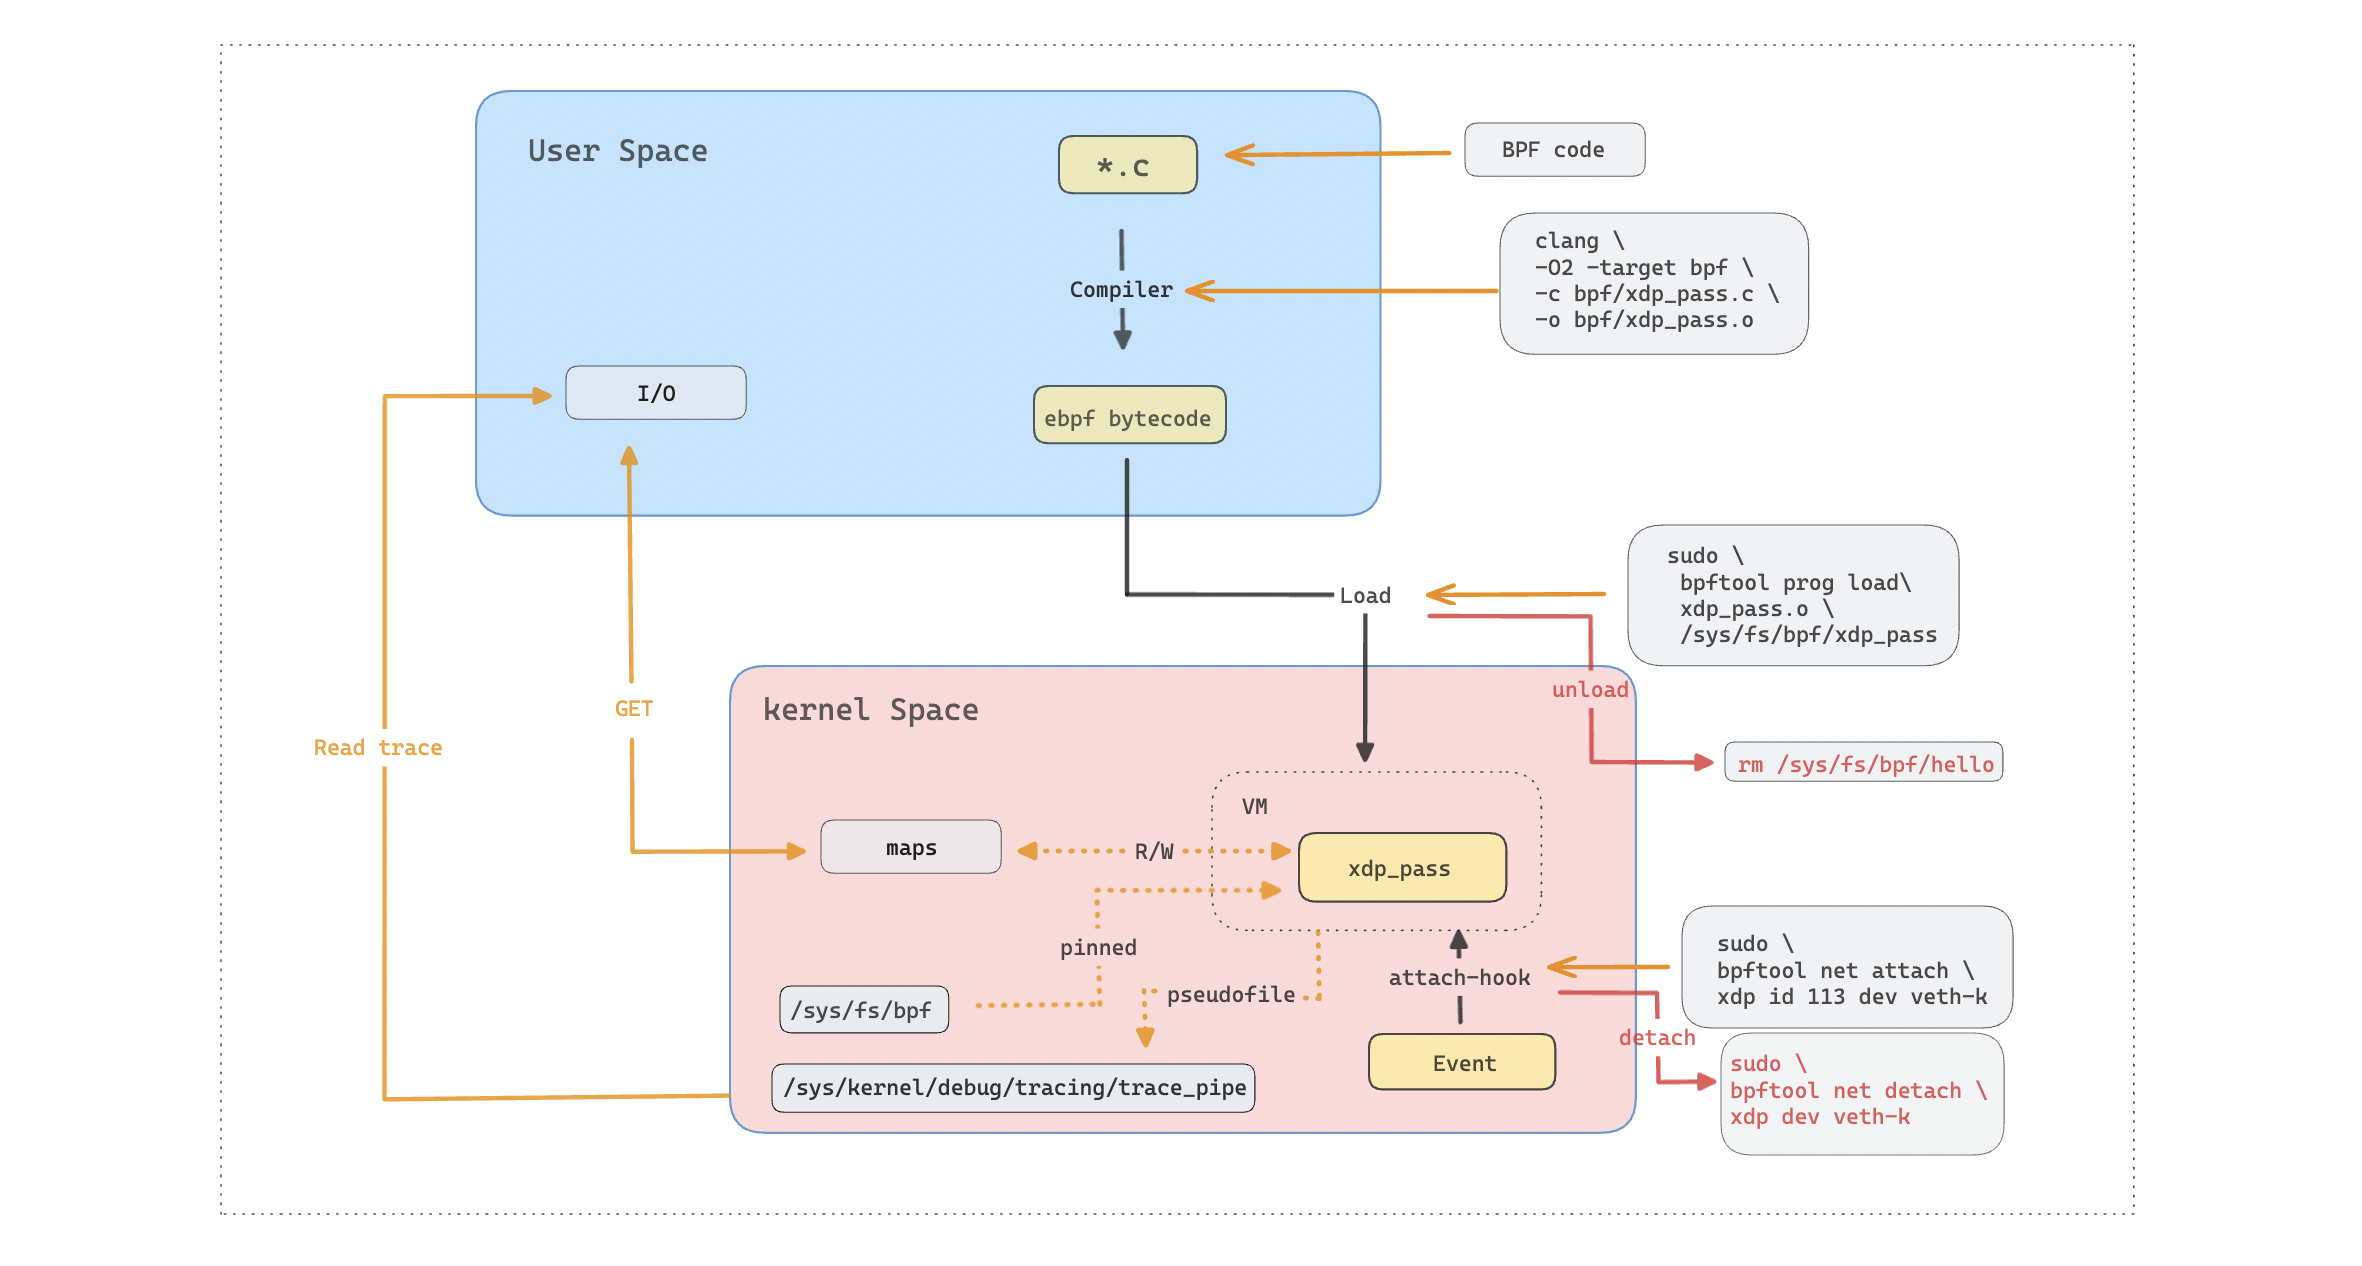 User Space
*.c
BPF code
clang \
-O2 -target bpf \
-c bpf/xdp_pass.c \
-o bpf/xdp_pass.o
Compiler
I/O
ebpf bytecode
Load
sudo \
bpftool prog load\
xdp_pass.o \
/sys/fs/bpf/xdp_pass
unload
rm /sys/fs/bpf/hello
GET
Read trace
kernel Space
VM
maps
R/W
xdp_pass
pinned
attach-hook
sudo \
bpftool net attach \
xdp id 113 dev veth-k
/sys/fs/bpf
pseudofile
detach
Event
/sys/kernel/debug/tracing/trace_pipe
sudo \
bpftool net detach \
xdp dev veth-k